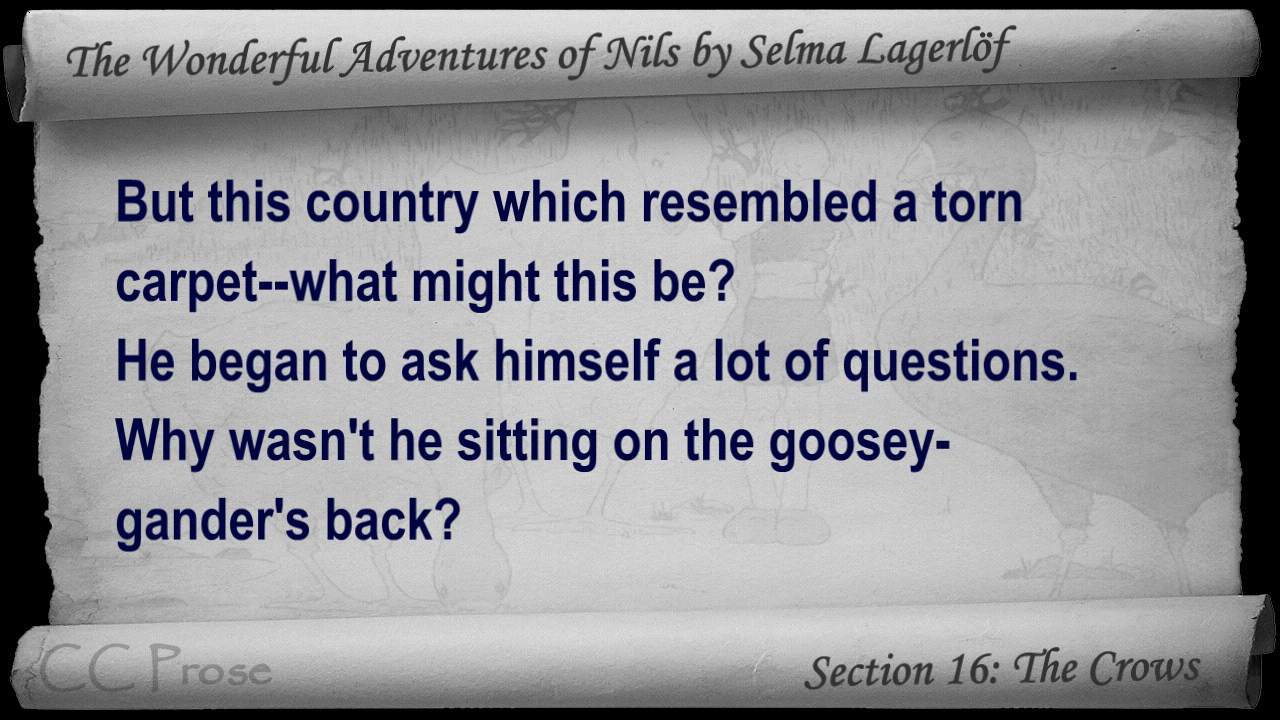 The Wonderful Adventures of Nils by Selma Lagerlöf
But this country which resembled a torn
carpet--what might this be?
He began to ask himself a lot of questions.
Why wasn't he sitting on the goosey-
gander's back?
CC Prose
Section 16: The Crows